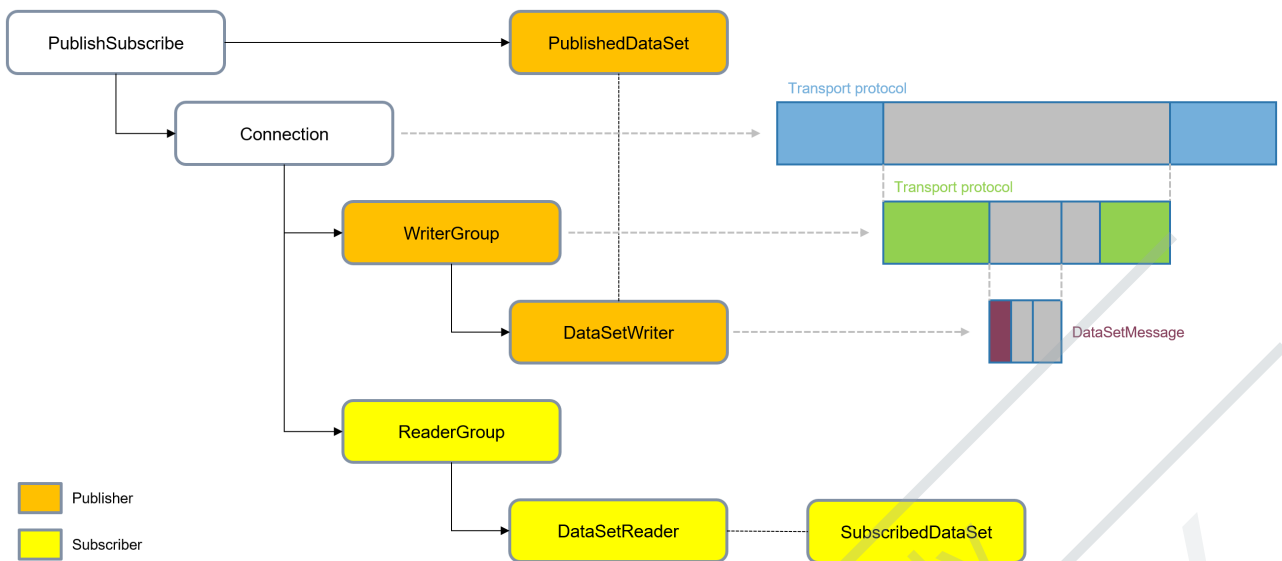 PublishSubscribe
PublishedDataSet
Transport protocol
Connection
Transport protocol
WriterGroup
DataSetWriter
DataSetMessage
ReaderGroup
Publisher
DataSetReader
SubscribedDataSet
Subscriber